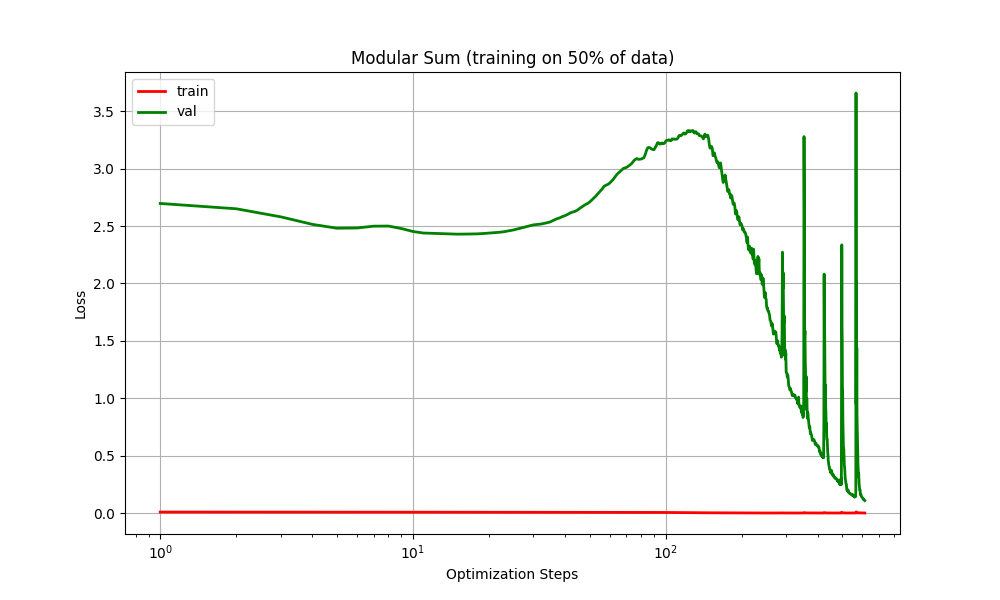 Modular Sum (training on 50% of data)
train
val
3.5
3.0
2.5
2.0
1.5
1.0
0.5
0.0
Loss
10⁰ 10¹ 10²
Optimization Steps